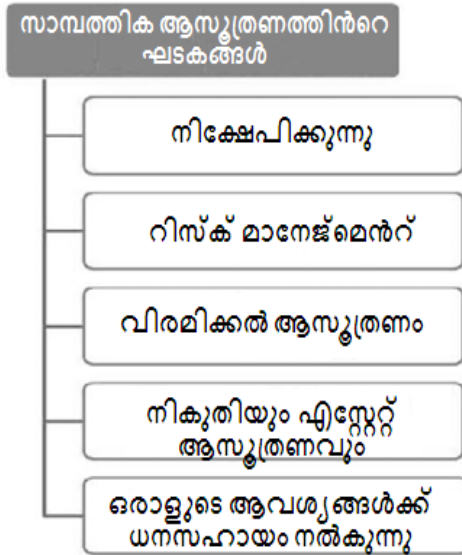 സാമ്പത്തിക ആസൂത്രണത്തിൻറെ
ഘടകങ്ങൾ
നിക്ഷേപിക്കുന്നു
റിസ്ക് മാനേജ്മെൻറ്
വിരമിക്കൽ ആസൂത്രണം
നികുതിയും എസ്റ്റേറ്റ്
ആസൂത്രണവും
ഒരാളുടെ ആവശ്യങ്ങൾക്ക്
ധനസഹായം നൽകുന്നു